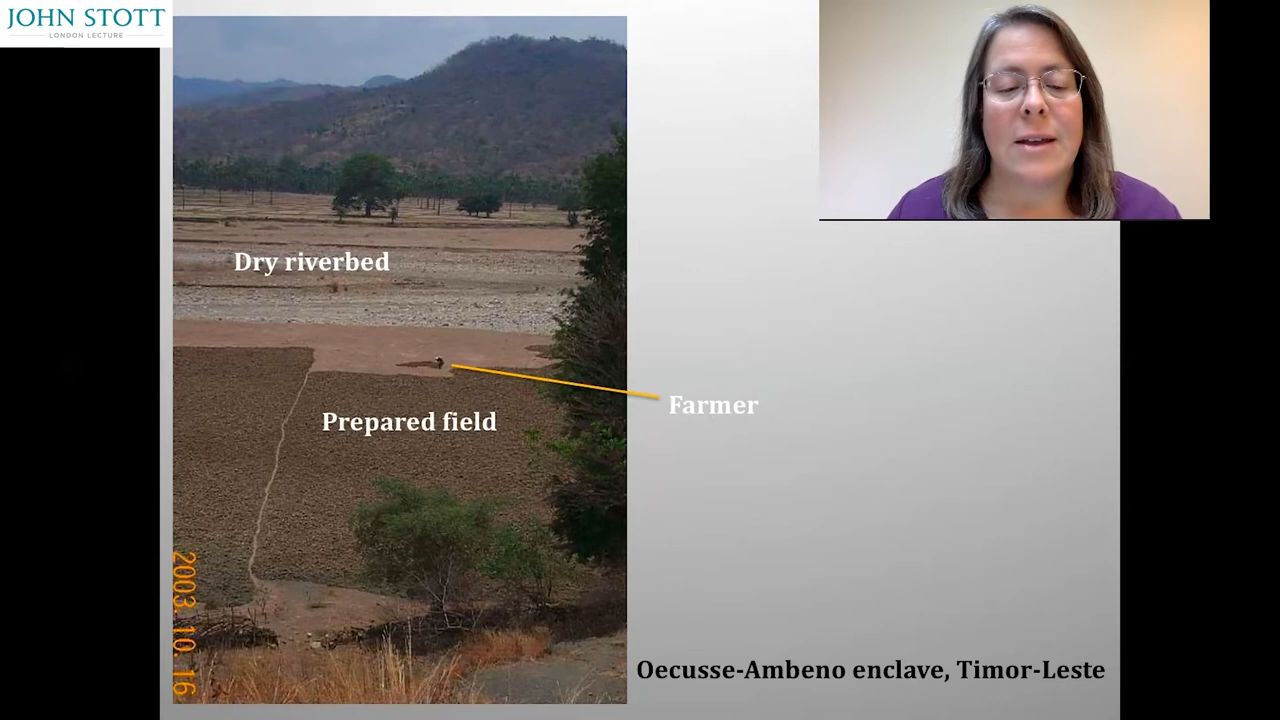 JOHN STOTT
LONDON LECTURE
Dry riverbed
Farmer
Prepared field
2003.10.16
Oecusse-Ambeno enclave, Timor-Leste